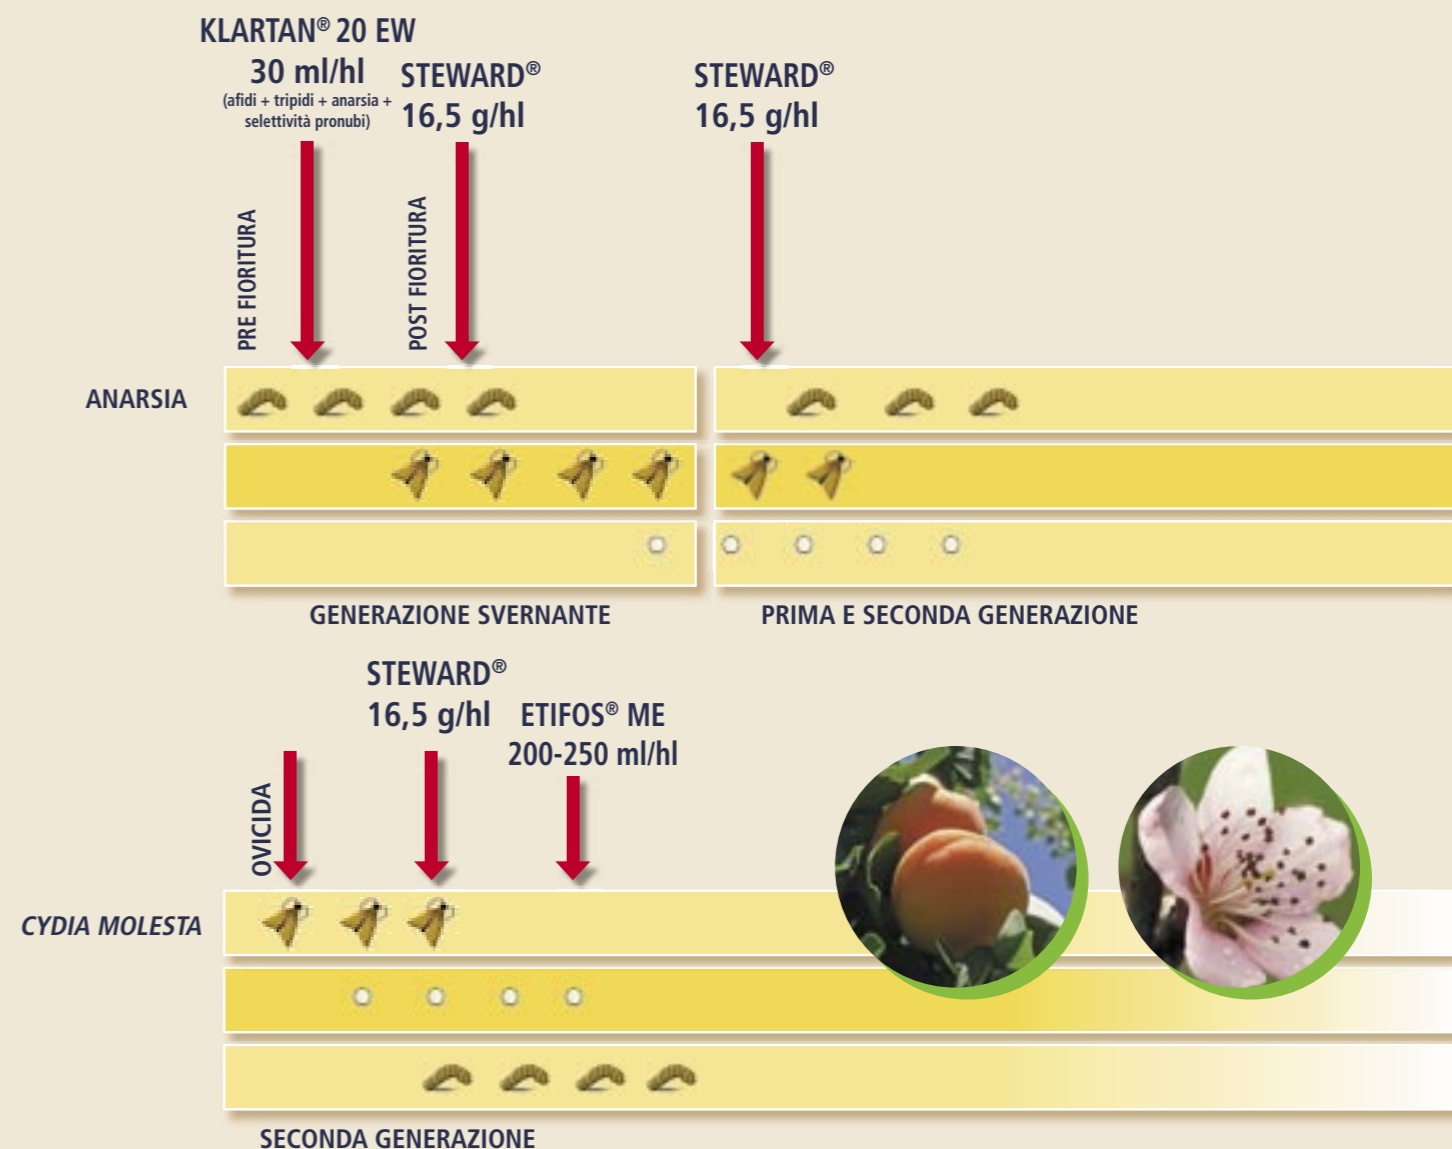 KLARTAN® 20 EW
30 ml/hl
(afidi + tripidi + anarsia +
selettività pronubi)
STEWARD®
16,5 g/hl
STEWARD®
16,5 g/hl
PRE FIORITURA
POST FIORITURA
ANARSIA
GENERAZIONE SVERNANTE
PRIMA E SECONDA GENERAZIONE
STEWARD®
16,5 g/hl
ETIFOS® ME
200-250 ml/hl
OVICIDA
CYDIA MOLESTA
SECONDA GENERAZIONE